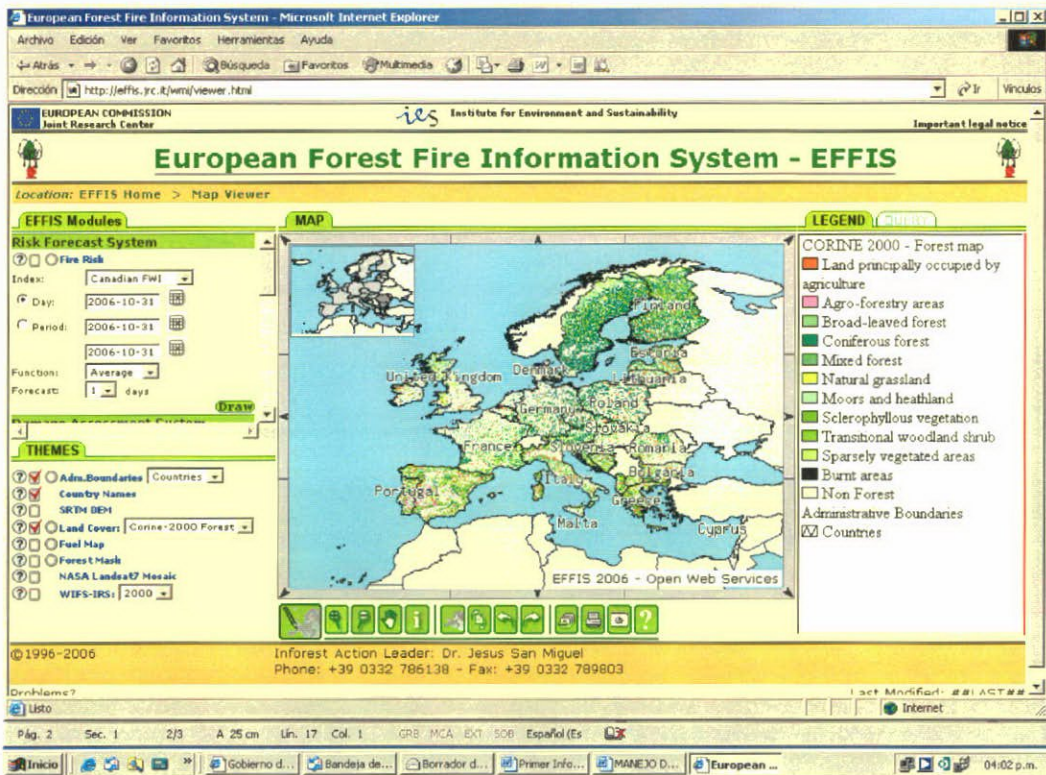 European Forest Fire Information System - Microsoft Internet Explorer
Archivo Edición Ver Favoritos Herramientas Ayuda
Atrás Búsqueda Favoritos Multimedia
Dirección http://effis.jrc.it/wmi/viewer.html Ir Vínculos
EUROPEAN COMMISSION
Joint Research Center
ies Institute for Environment and Sustainability
Important legal notice
European Forest Fire Information System - EFFIS
Location: EFFIS Home > Map Viewer
EFFIS Modules
Risk Forecast System
Fire Risk
Index: Canadian FWI
Day: 2006-10-31
Period: 2006-10-31
2006-10-31
Function: Average
Forecast: 1 days
Draw
Damage Assessment System
THEMES
Adm.Boundaries Countries
Country Names
SRTM DEM
Land Cover: Corine-2000 Forest
Fuel Map
Forest Mask
NASA Landsat7 Mosaic
WIFS-IRS: 2000
MAP
Finland
Estonia
United Kingdom
Denmark
Lithuania
Germany
Poland
Slovakia
France
Slovenia
Romania
Italy
Bulgaria
Portugal
Greece
Malta
Cyprus
EFFIS 2006 - Open Web Services
LEGEND QUERY
CORINE 2000 - Forest map
Land principally occupied by
agriculture
Agro-forestry areas
Broad-leaved forest
Coniferous forest
Mixed forest
Natural grassland
Moors and heathland
Sclerophyllous vegetation
Transitional woodland shrub
Sparsely vegetated areas
Burnt areas
Non Forest
Administrative Boundaries
Countries
©1996-2006
Inforest Action Leader: Dr. Jesus San Miguel
Phone: +39 0332 786138 - Fax: +39 0332 789803
Problems?
Last Modified: ##LAST##
Listo
Internet
Pág. 2 Sec. 1 2/3 A 25 cm Lín. 17 Col. 1 GRB MCA EXT SOB Español (Es
Inicio » Gobierno d... Bandeja de... Borrador d... Primer Info... MANEJO D... European ... 04:02 p.m.